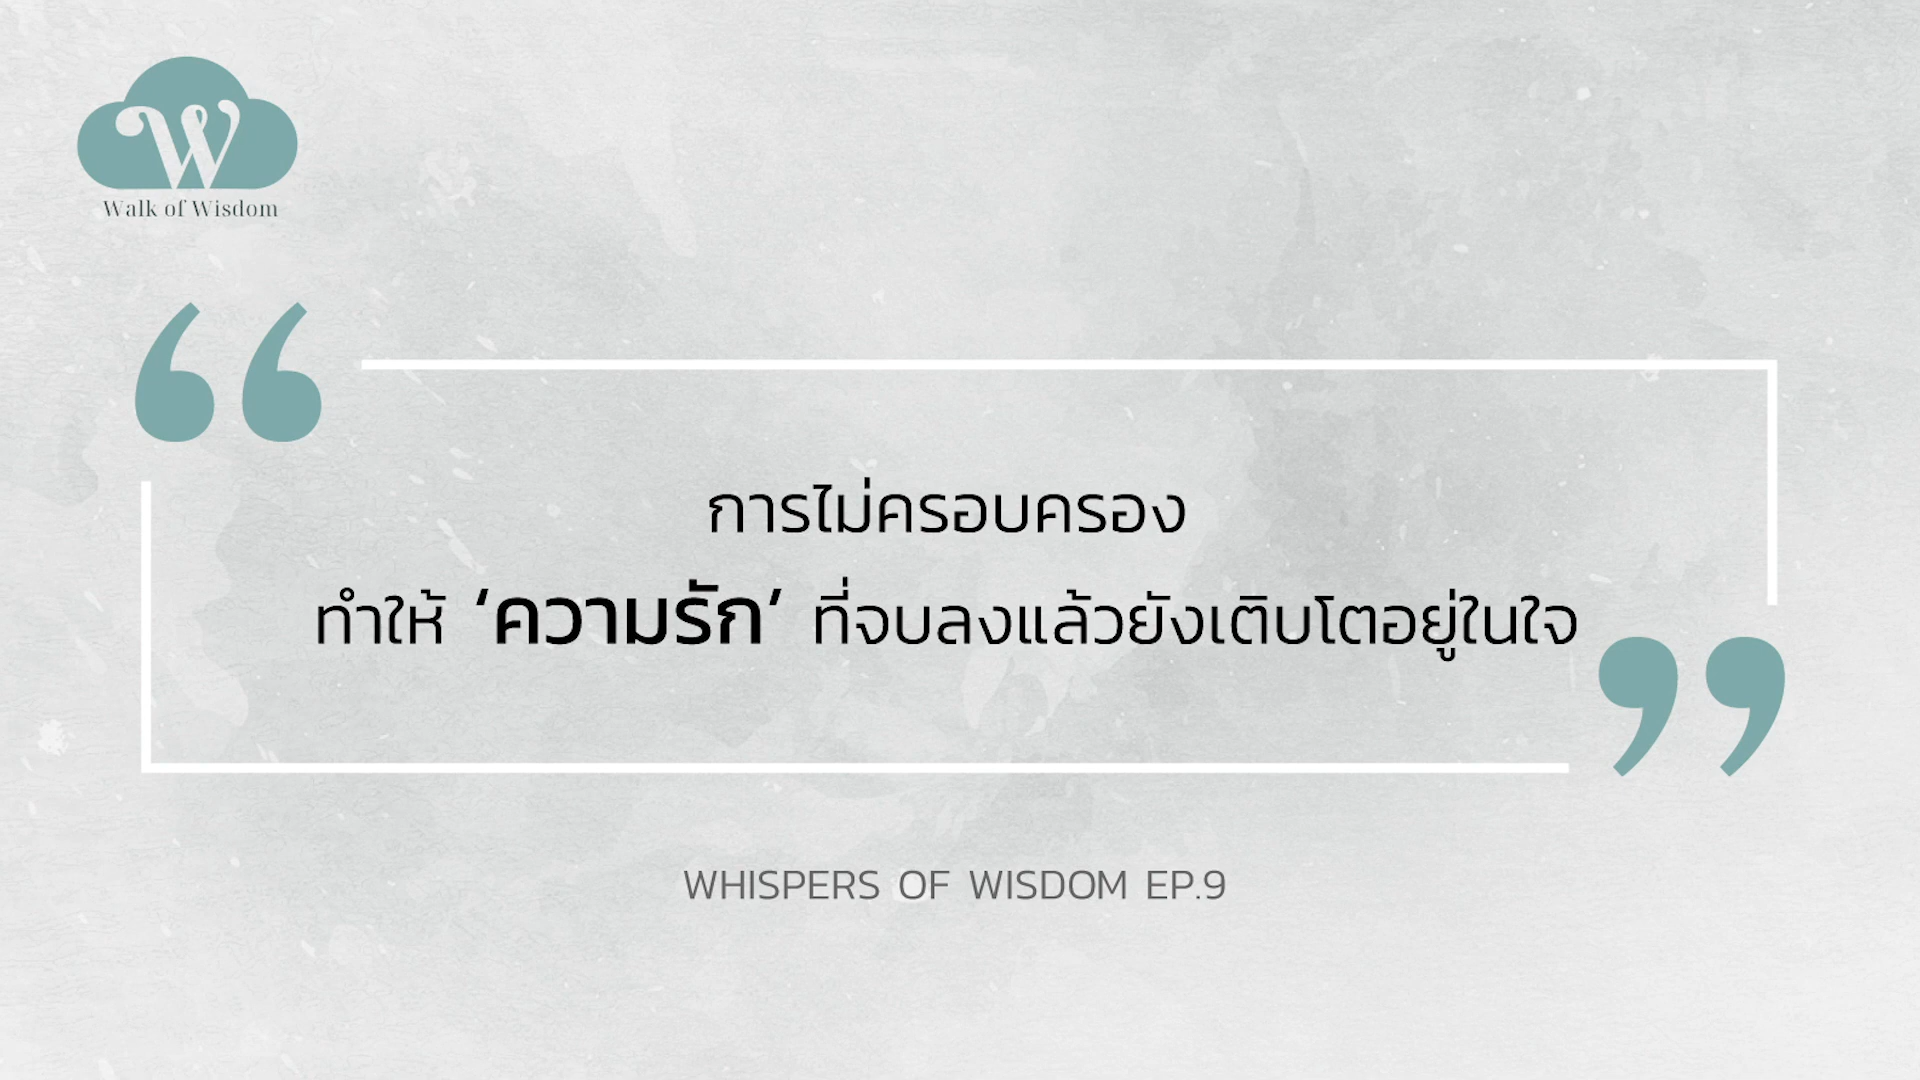 W
Walk of Wisdom
“
การไม่ครอบครอง
ทำให้ ‘ความรัก’ ที่จบลงแล้วยังเติบโตอยู่ในใจ
”
WHISPERS OF WISDOM EP.9